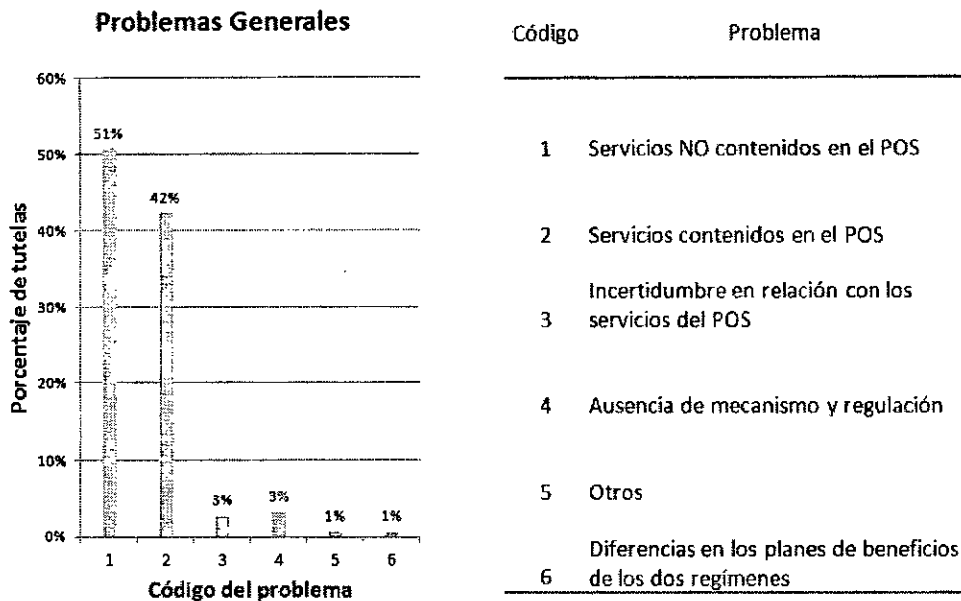 Problemas Generales
Porcentaje de tutelas
60%
50%
40%
30%
20%
10%
0%
51%
42%
3%
3%
1%
1%
1 2 3 4 5 6
Código del problema
Código Problema
1 Servicios NO contenidos en el POS
2 Servicios contenidos en el POS
Incertidumbre en relación con los
3 servicios del POS
4 Ausencia de mecanismo y regulación
5 Otros
Diferencias en los planes de beneficios
6 de los dos regímenes